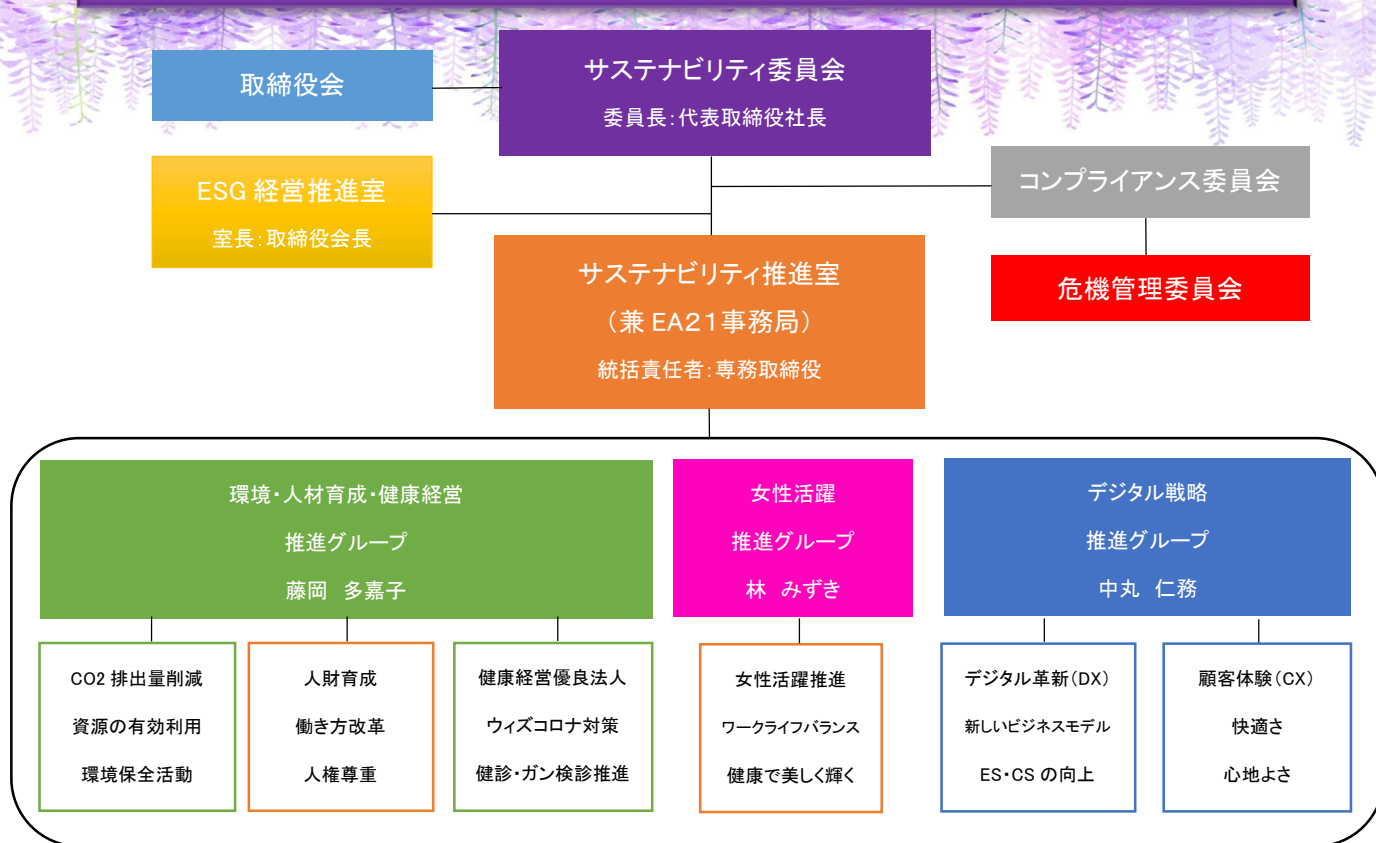 取締役会
サステナビリティ委員会
委員長:代表取締役社長
ESG 経営推進室
室長:取締役会長
コンプライアンス委員会
危機管理委員会
サステナビリティ推進室
（兼 EA２１事務局）
統括責任者:専務取締役
環境・人材育成・健康経営
推進グループ
藤岡　多嘉子
女性活躍
推進グループ
林　みずき
デジタル戦略
推進グループ
中丸　仁務
CO2 排出量削減
資源の有効利用
環境保全活動
人財育成
働き方改革
人権尊重
健康経営優良法人
ウィズコロナ対策
健診・ガン検診推進
女性活躍推進
ワークライフバランス
健康で美しく輝く
デジタル革新（DX）
新しいビジネスモデル
ES・CS の向上
顧客体験（CX）
快適さ
心地よさ